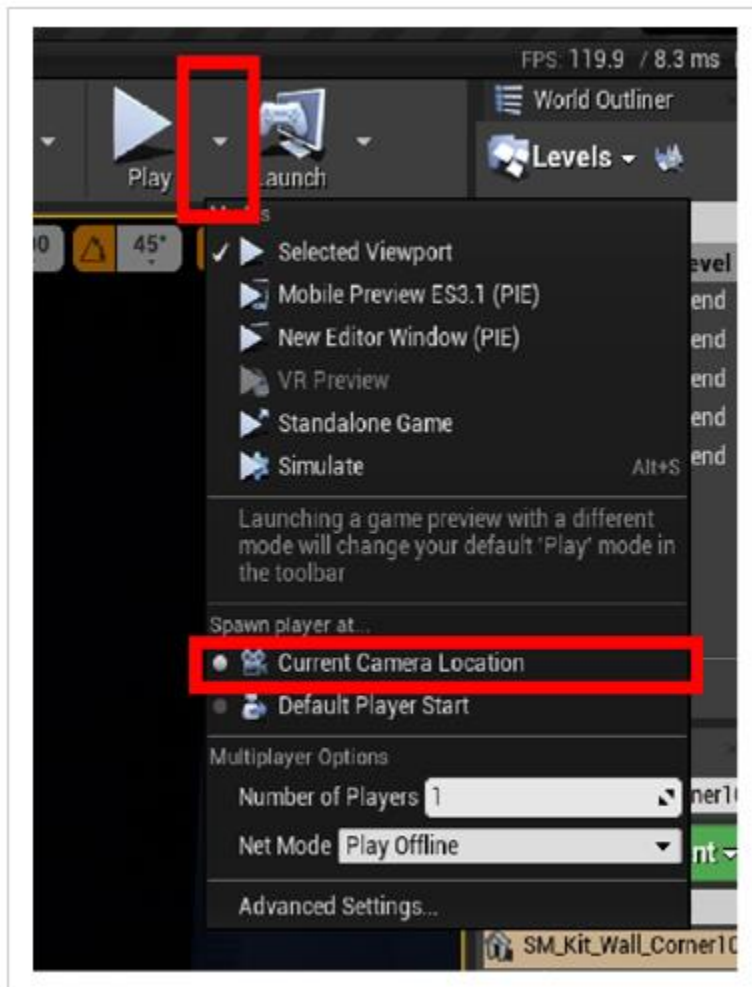 FPS: 119.9 / 8.3 ms
World Outliner
Play
Launch
Levels
45°
Selected Viewport
Mobile Preview ES3.1 (PIE)
New Editor Window (PIE)
VR Preview
Standalone Game
Simulate Alt+S
Launching a game preview with a different
mode will change your default 'Play' mode in
the toolbar
Spawn player at...
Current Camera Location
Default Player Start
Multiplayer Options
Number of Players 1
Net Mode Play Offline
Advanced Settings...
SM_Kit_Wall_Corner10